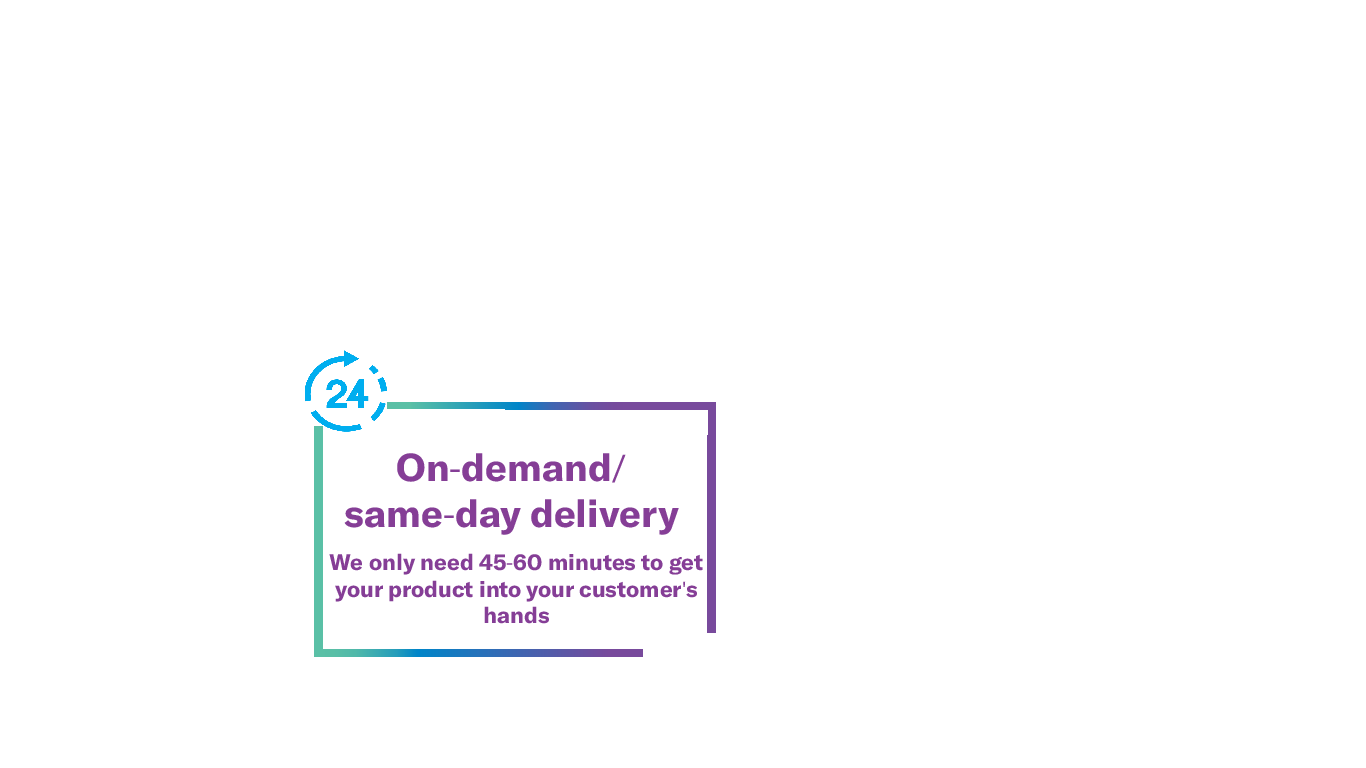 24
On-demand/
same-day delivery
We only need 45-60 minutes to get
your product into your customer's
hands